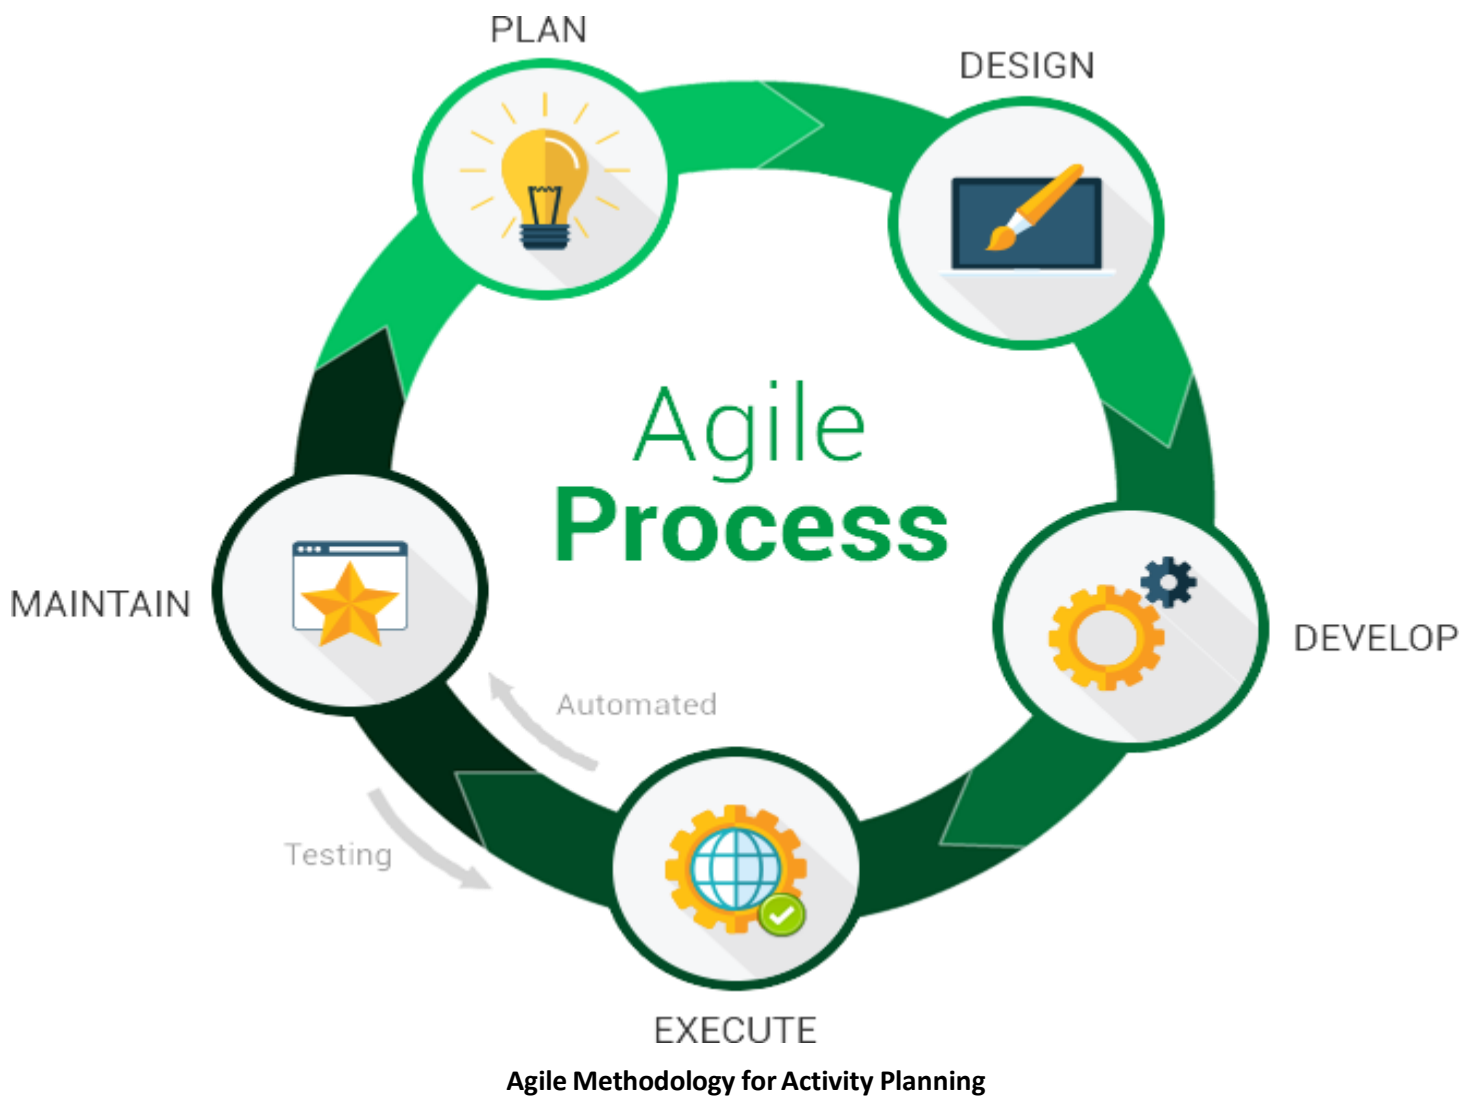 PLAN
DESIGN
Agile
Process
MAINTAIN
DEVELOP
Automated
Testing
EXECUTE
Agile Methodology for Activity Planning